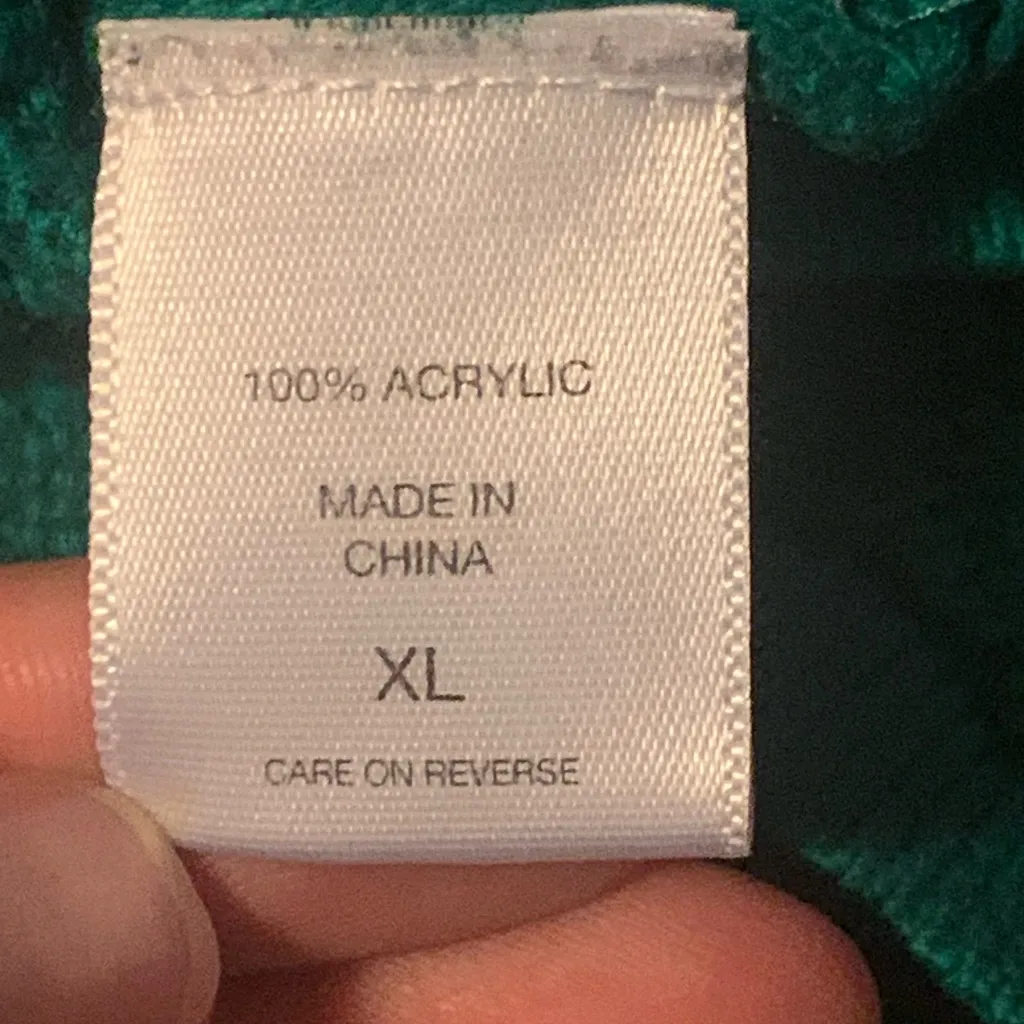 100% ACRYLIC
MADE IN
CHINA
XL
CARE ON REVERSE